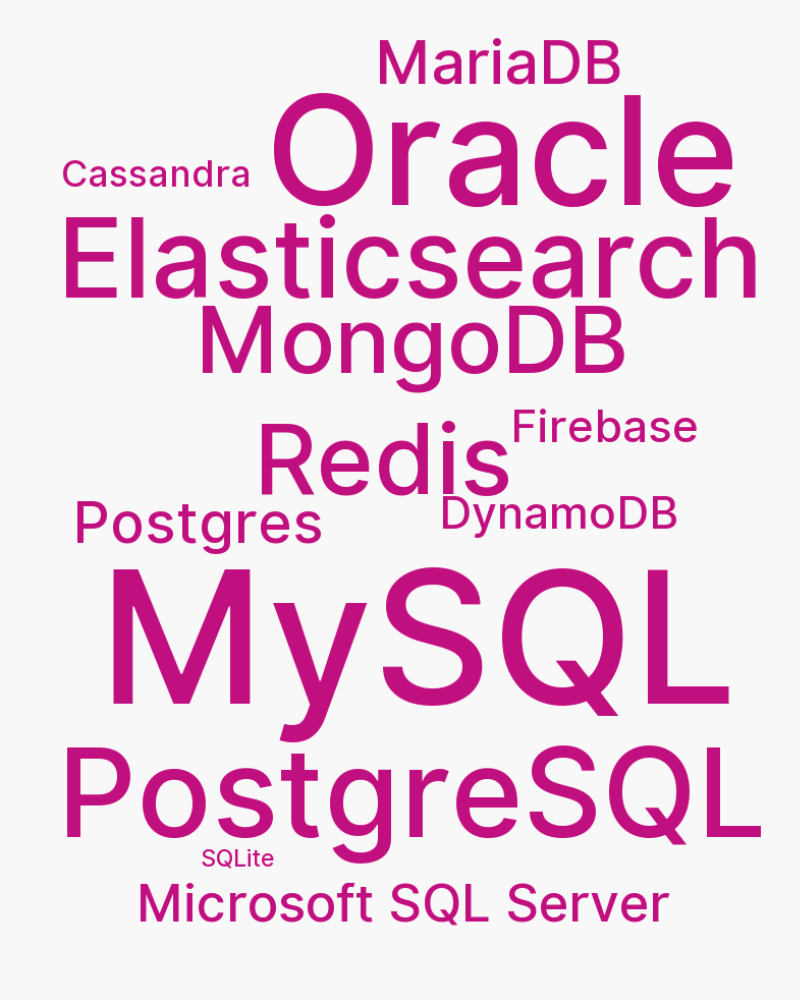 MariaDB
Oracle
Cassandra
Elasticsearch
MongoDB
Firebase
Redis
DynamoDB
Postgres
MySQL
PostgreSQL
SQLite
Microsoft SQL Server